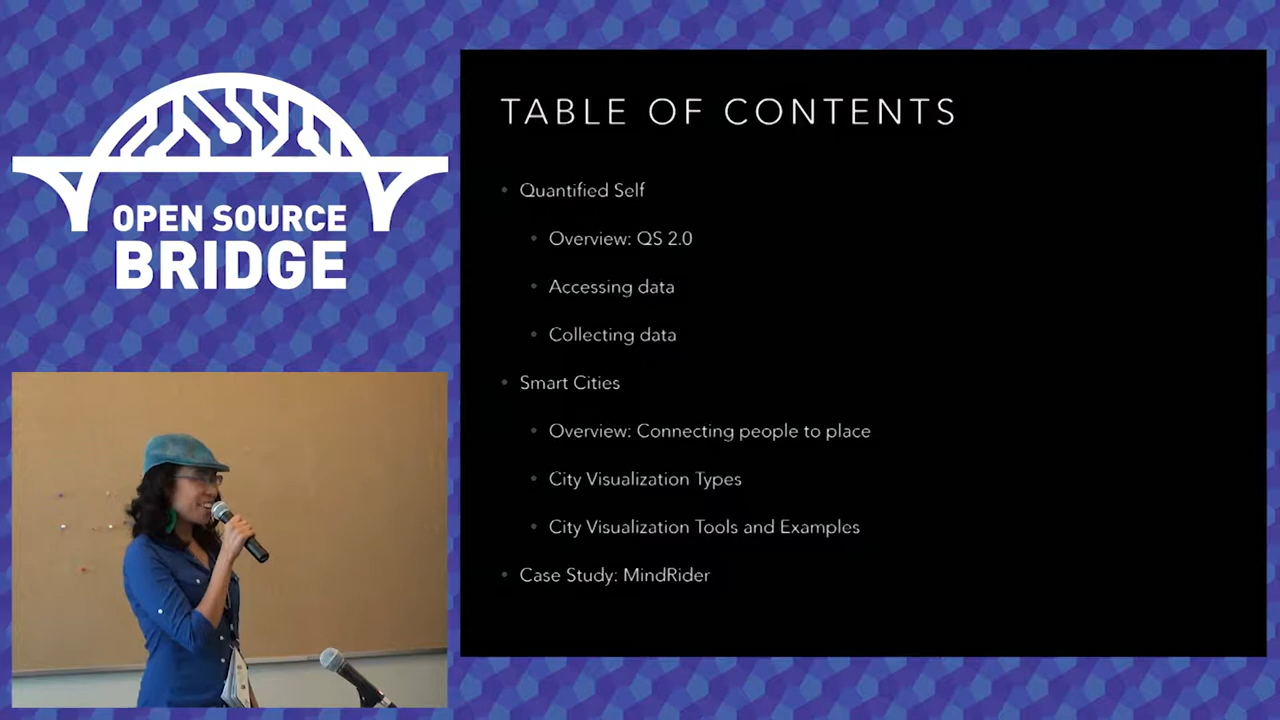 OPEN SOURCE
BRIDGE
TABLE OF CONTENTS
• Quantified Self
• Overview: QS 2.0
• Accessing data
• Collecting data
• Smart Cities
• Overview: Connecting people to place
• City Visualization Types
• City Visualization Tools and Examples
• Case Study: MindRider